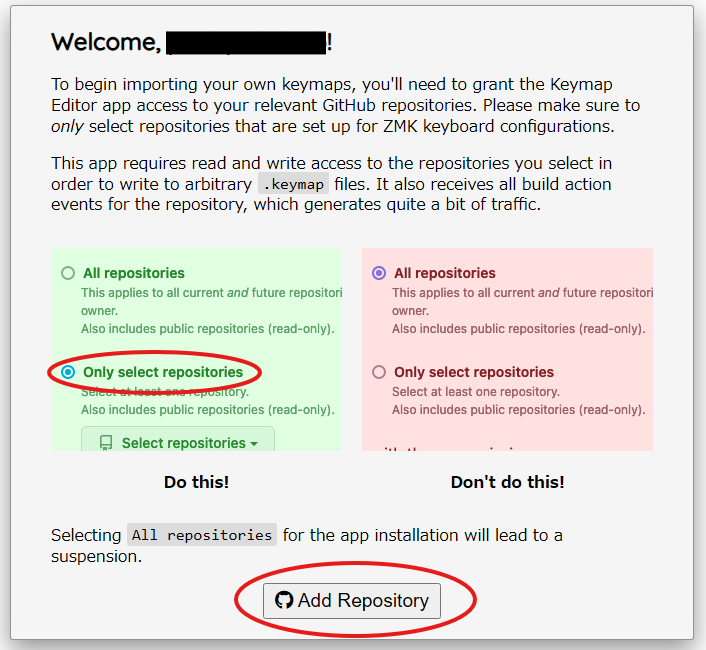 Welcome, !
To begin importing your own keymaps, you'll need to grant the Keymap
Editor app access to your relevant GitHub repositories. Please make sure to
only select repositories that are set up for ZMK keyboard configurations.
This app requires read and write access to the repositories you select in
order to write to arbitrary .keymap files. It also receives all build action
events for the repository, which generates quite a bit of traffic.
All repositories
This applies to all current and future repositori
owner.
Also includes public repositories (read-only).
Only select repositories
Select at least one repository.
Also includes public repositories (read-only).
Select repositories
Do this!
All repositories
This applies to all current and future repositori
owner.
Also includes public repositories (read-only).
Only select repositories
Select at least one repository.
Also includes public repositories (read-only).
Don't do this!
Selecting All repositories for the app installation will lead to a
suspension.
Add Repository